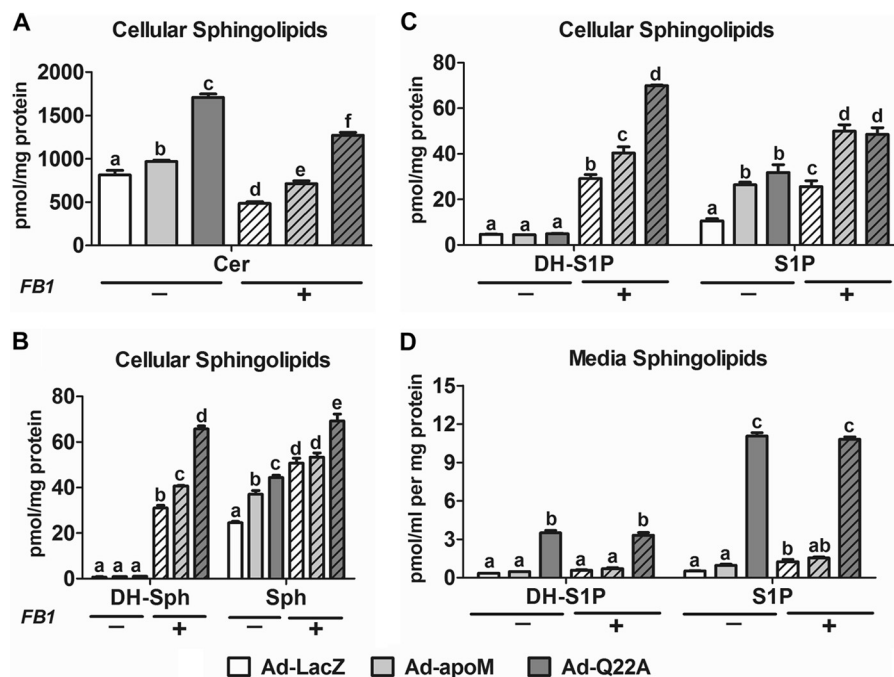 A
Cellular Sphingolipids
pmol/mg protein
2000
1500
1000
500
0
a
b
c
d
e
f
Cer
FB1
−
+
B
Cellular Sphingolipids
pmol/mg protein
80
60
40
20
0
a a a
b
c
d
a
b
c
d
d
e
DH-Sph
Sph
FB1
−
+
−
+
C
Cellular Sphingolipids
pmol/mg protein
80
60
40
20
0
a a a
b
c
d
a
b
b
c
d
d
DH-S1P
S1P
−
+
−
+
D
Media Sphingolipids
pmol/ml per mg protein
15
12
9
6
3
0
a a
b
a a
b
a
a
c
b
ab
c
DH-S1P
S1P
−
+
−
+
Ad-LacZ
Ad-apoM
Ad-Q22A